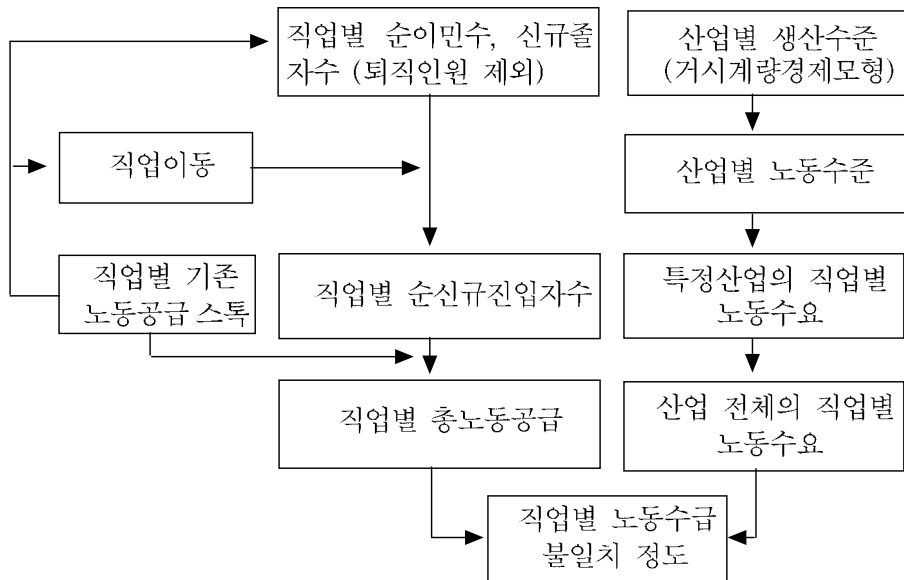 직업별 순이민수, 신규졸
자수 (퇴직인원 제외)
산업별 생산수준
(거시계량경제모형)
직업이동
산업별 노동수준
직업별 기존
노동공급 스톡
직업별 순신규진입자수
특정산업의 직업별
노동수요
직업별 총노동공급
산업 전체의 직업별
노동수요
직업별 노동수급
불일치 정도